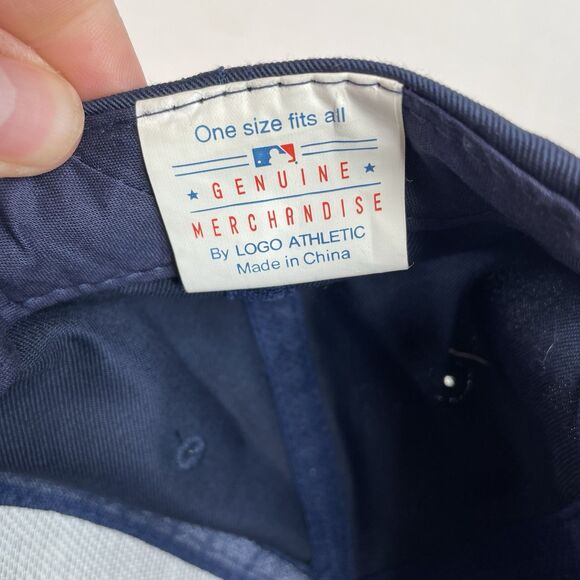 One size fits all
GENUINE
MERCHANDISE
By LOGO ATHLETIC
Made in China